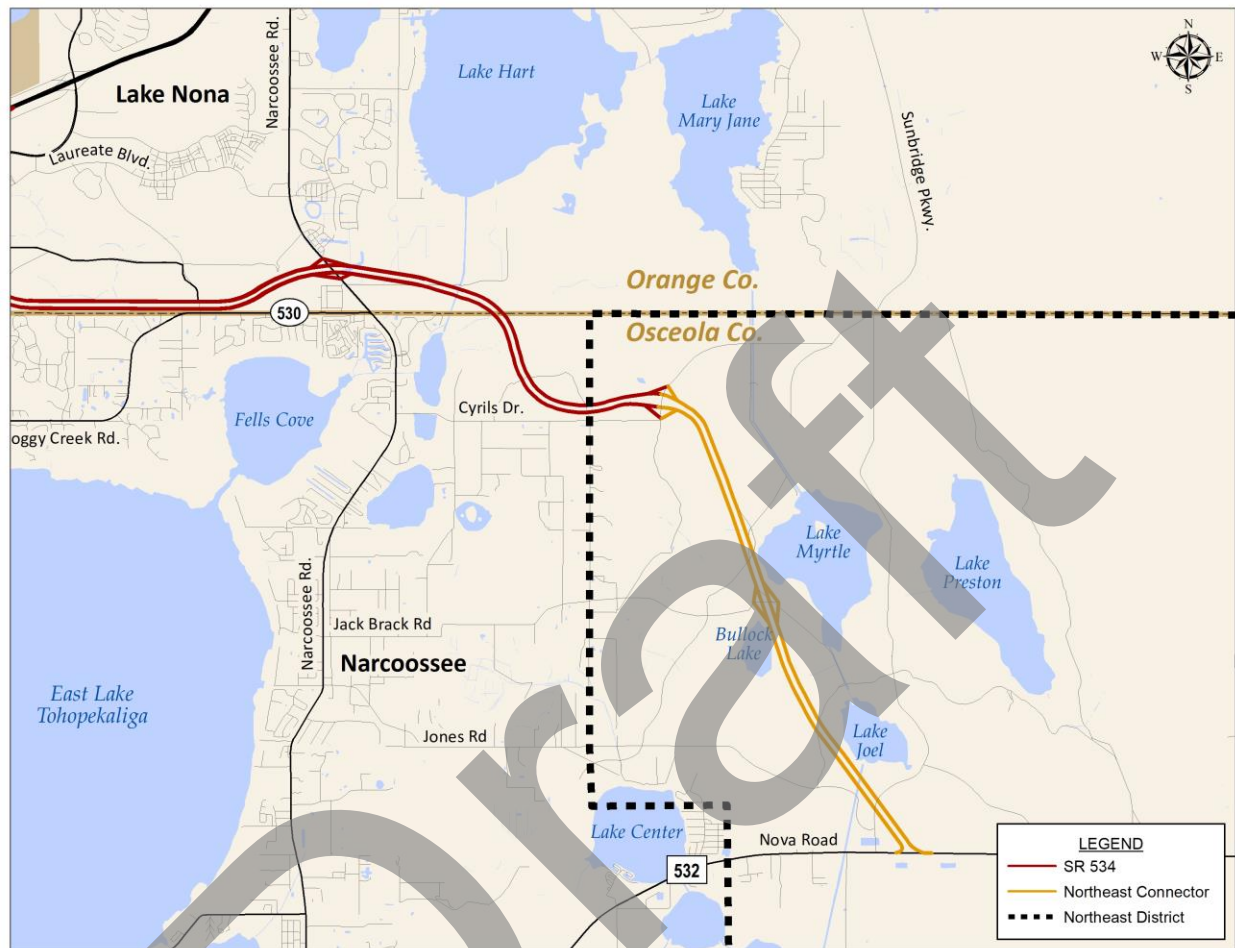 N
W E
S
Lake Hart
Lake
Mary Jane
Lake Nona
Narcoossee Rd.
Sunbridge Pkwy.
Laureate Blvd.
Orange Co.
530
Osceola Co.
Fells Cove
Cyrils Dr.
oggy Creek Rd.
Lake
Myrtle
Lake
Preston
Narcoossee Rd.
Jack Brack Rd
Bullock
Lake
Narcoossee
East Lake
Tohopekaliga
Jones Rd
Lake
Joel
Lake Center
Nova Road
532
LEGEND
SR 534
Northeast Connector
Northeast District
Draft